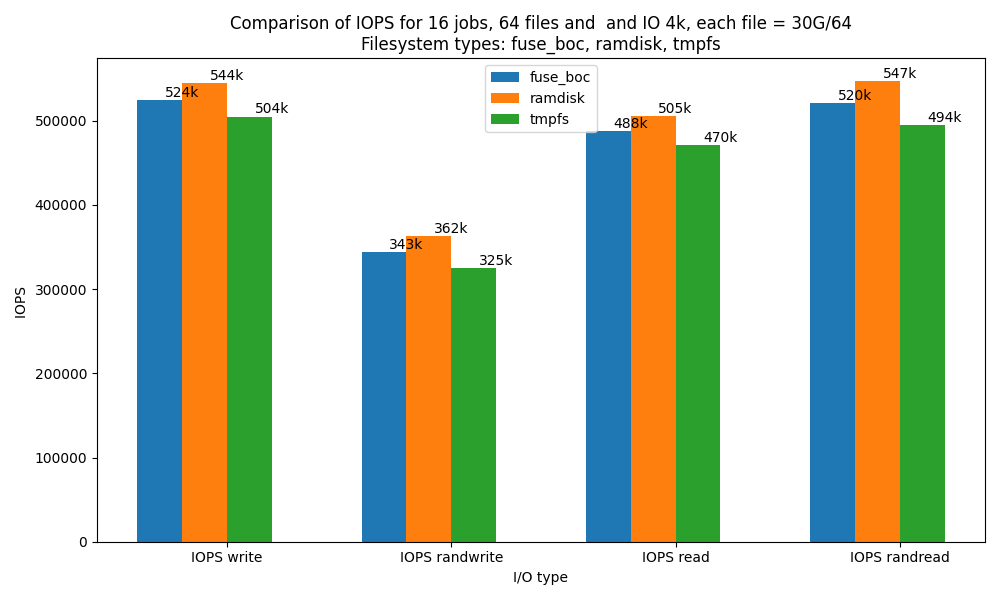 Comparison of IOPS for 16 jobs, 64 files and  and IO 4k, each file = 30G/64
Filesystem types: fuse_boc, ramdisk, tmpfs
fuse_boc
ramdisk
tmpfs
524k
544k
504k
343k
362k
325k
488k
505k
470k
520k
547k
494k
500000
400000
300000
200000
100000
0
IOPS
IOPS write
IOPS randwrite
IOPS read
IOPS randread
I/O type